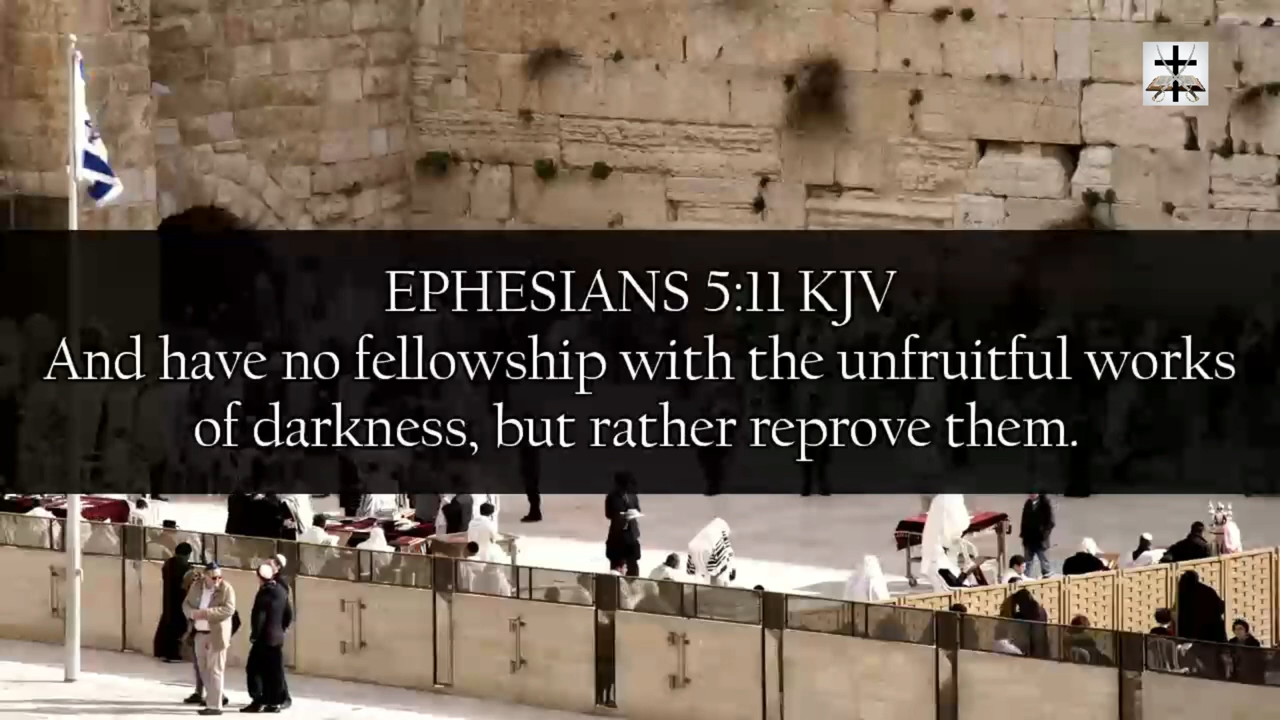 EPHESIANS 5:11 KJV
And have no fellowship with the unfruitful works
of darkness, but rather reprove them.